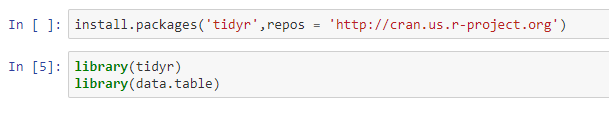 In [ ]: install.packages('tidyr',repos = 'http://cran.us.r-project.org')
In [5]: library(tidyr)
library(data.table)